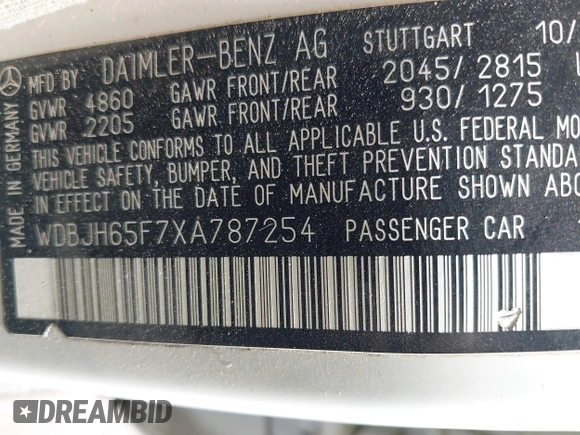 MADE IN GERMANY
MFD BY DAIMLER-BENZ AG STUTTGART 10/
GVWR 4860 GAWR FRONT/REAR 2045/ 2815
GVWR 2205 GAWR FRONT/REAR 930/ 1275
THIS VEHICLE CONFORMS TO ALL APPLICABLE U.S. FEDERAL MO
VEHICLE SAFETY, BUMPER, AND THEFT PREVENTION STANDA
IN EFFECT ON THE DATE OF MANUFACTURE SHOWN ABO
WDBJH65F7XA787254 PASSENGER CAR
DREAMBID